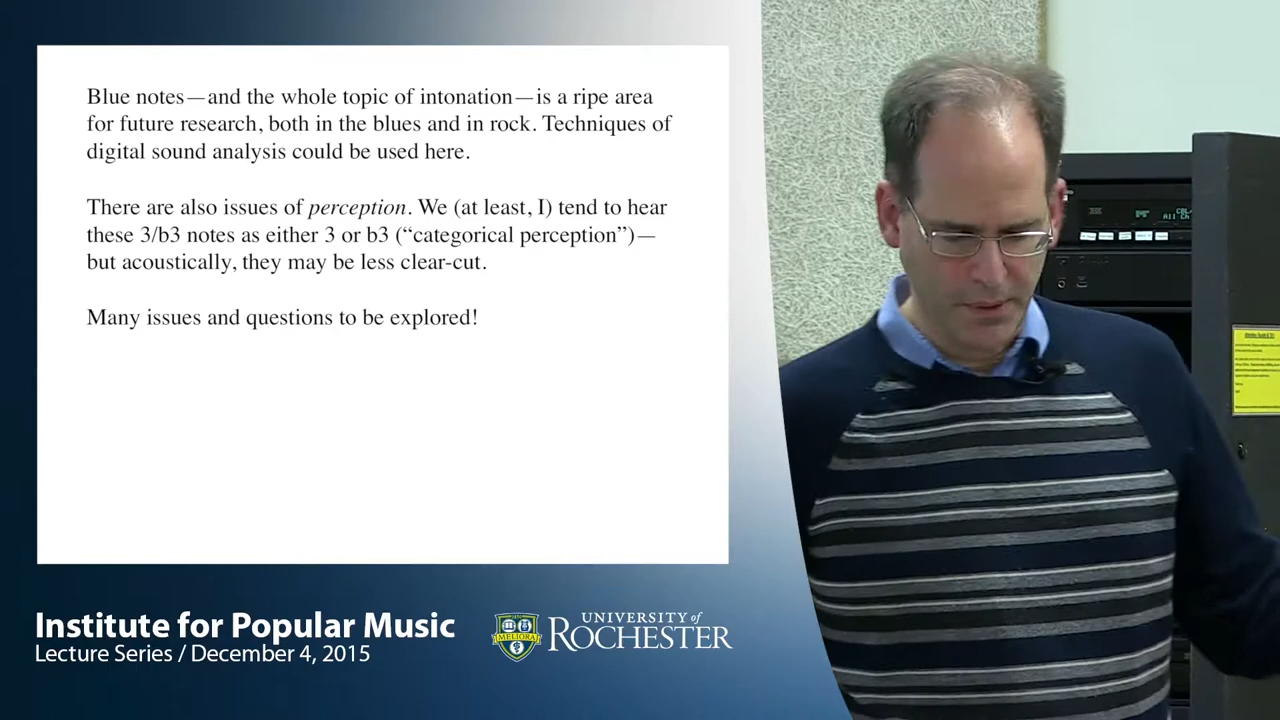 Blue notes—and the whole topic of intonation—is a ripe area
for future research, both in the blues and in rock. Techniques of
digital sound analysis could be used here.
There are also issues of perception. We (at least, I) tend to hear
these 3/b3 notes as either 3 or b3 (“categorical perception”)—
but acoustically, they may be less clear-cut.
Many issues and questions to be explored!
Institute for Popular Music
Lecture Series / December 4, 2015
MELIORA
UNIVERSITY of
ROCHESTER